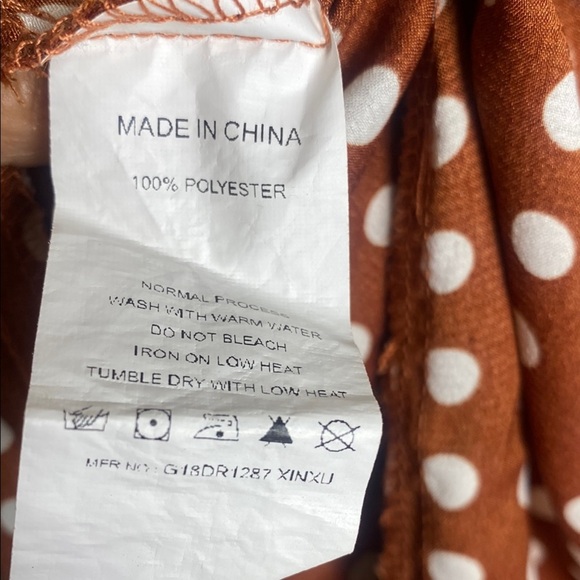 MADE IN CHINA
100% POLYESTER
NORMAL PROCESS
WASH WITH WARM WATER
DO NOT BLEACH
IRON ON LOW HEAT
TUMBLE DRY WITH LOW HEAT
MFR NO : G18DR1287 XINXU